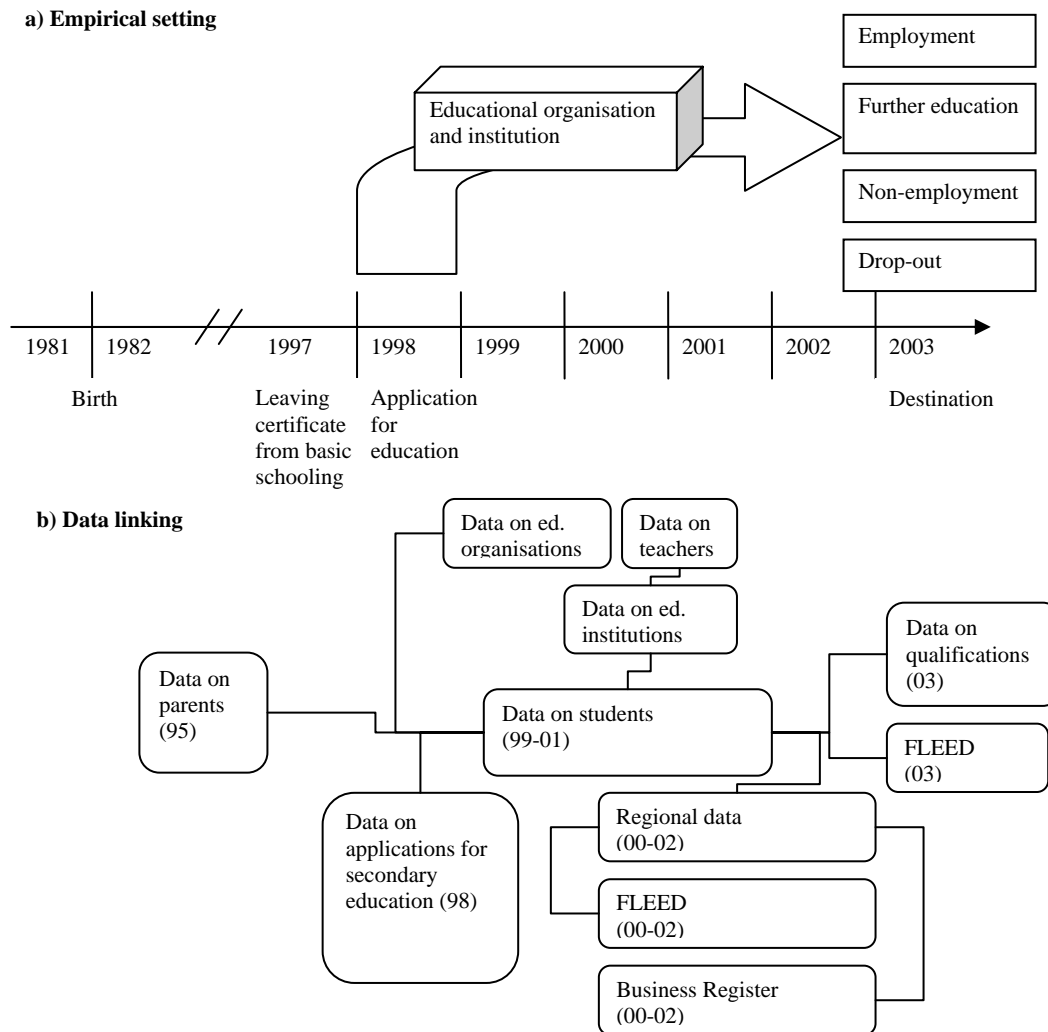 a) Empirical setting
Employment
Further education
Non-employment
Drop-out
Educational organisation
and institution
1981
1982
1997
1998
1999
2000
2001
2002
2003
Birth
Leaving
certificate
from basic
schooling
Application
for
education
Destination
b) Data linking
Data on ed.
organisations
Data on
teachers
Data on ed.
institutions
Data on
qualifications
(03)
Data on
parents
(95)
Data on students
(99-01)
FLEED
(03)
Data on
applications for
secondary
education (98)
Regional data
(00-02)
FLEED
(00-02)
Business Register
(00-02)